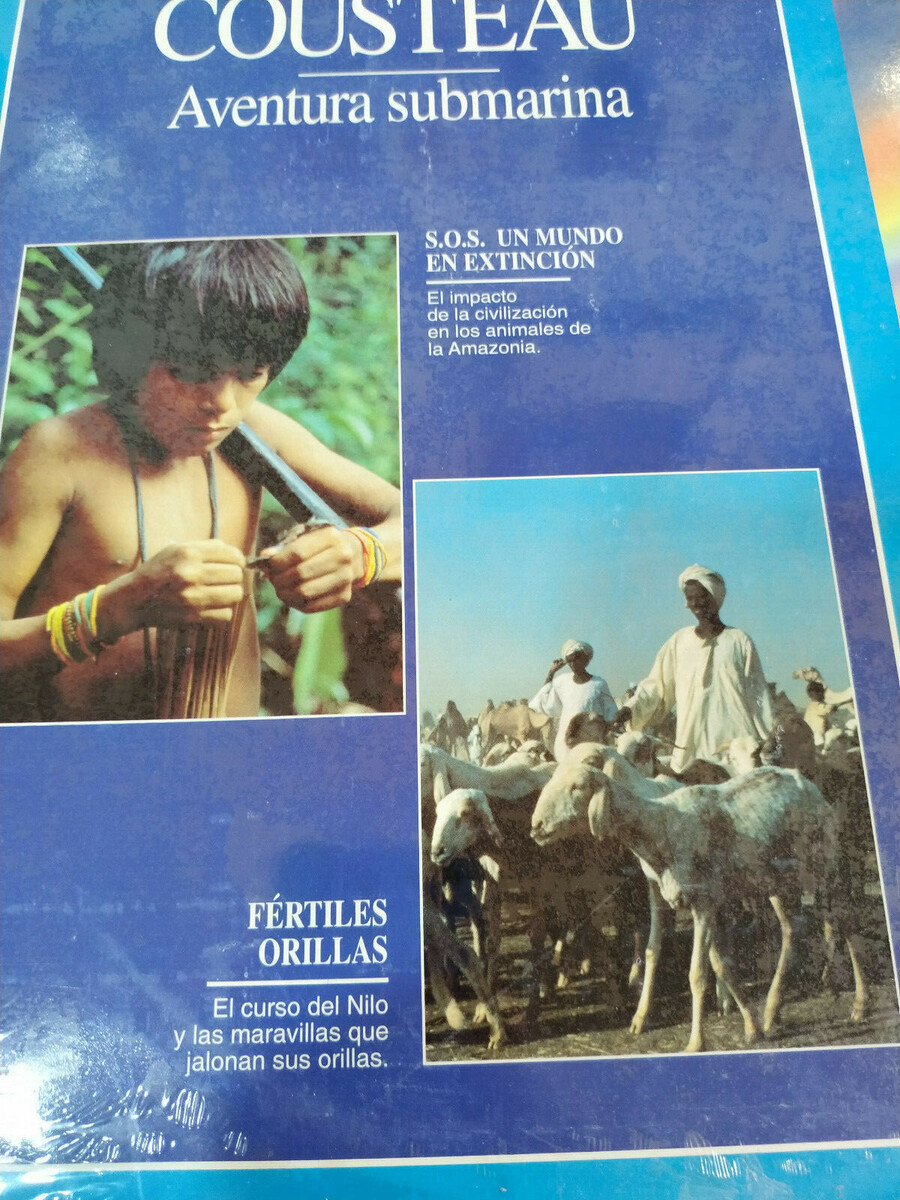 COUSTEAU
Aventura submarina
S.O.S. UN MUNDO
EN EXTINCIÓN
El impacto
de la civilización
en los animales de
la Amazonia.
FÉRTILES
ORILLAS
El curso del Nilo
y las maravillas que
jalonan sus orillas.